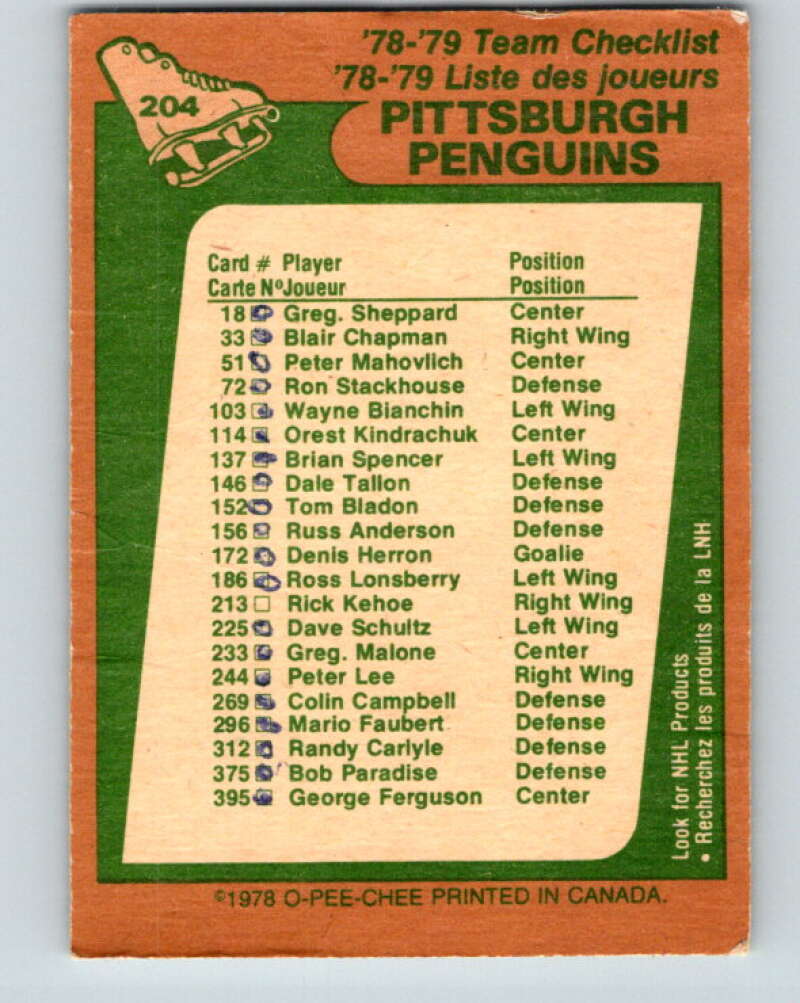 204
'78-'79 Team Checklist
'78-'79 Liste des joueurs
PITTSBURGH
PENGUINS
Card # Player Position
Carte Nº Joueur Position
18 Greg. Sheppard Center
33 Blair Chapman Right Wing
51 Peter Mahovlich Center
72 Ron Stackhouse Defense
103 Wayne Bianchin Left Wing
114 Orest Kindrachuk Center
137 Brian Spencer Left Wing
146 Dale Tallon Defense
152 Tom Bladon Defense
156 Russ Anderson Defense
172 Denis Herron Goalie
186 Ross Lonsberry Left Wing
213 Rick Kehoe Right Wing
225 Dave Schultz Left Wing
233 Greg. Malone Center
244 Peter Lee Right Wing
269 Colin Campbell Defense
296 Mario Faubert Defense
312 Randy Carlyle Defense
375 Bob Paradise Defense
395 George Ferguson Center
Look for NHL Products
• Recherchez les produits de la LNH
©1978 O-PEE-CHEE PRINTED IN CANADA.